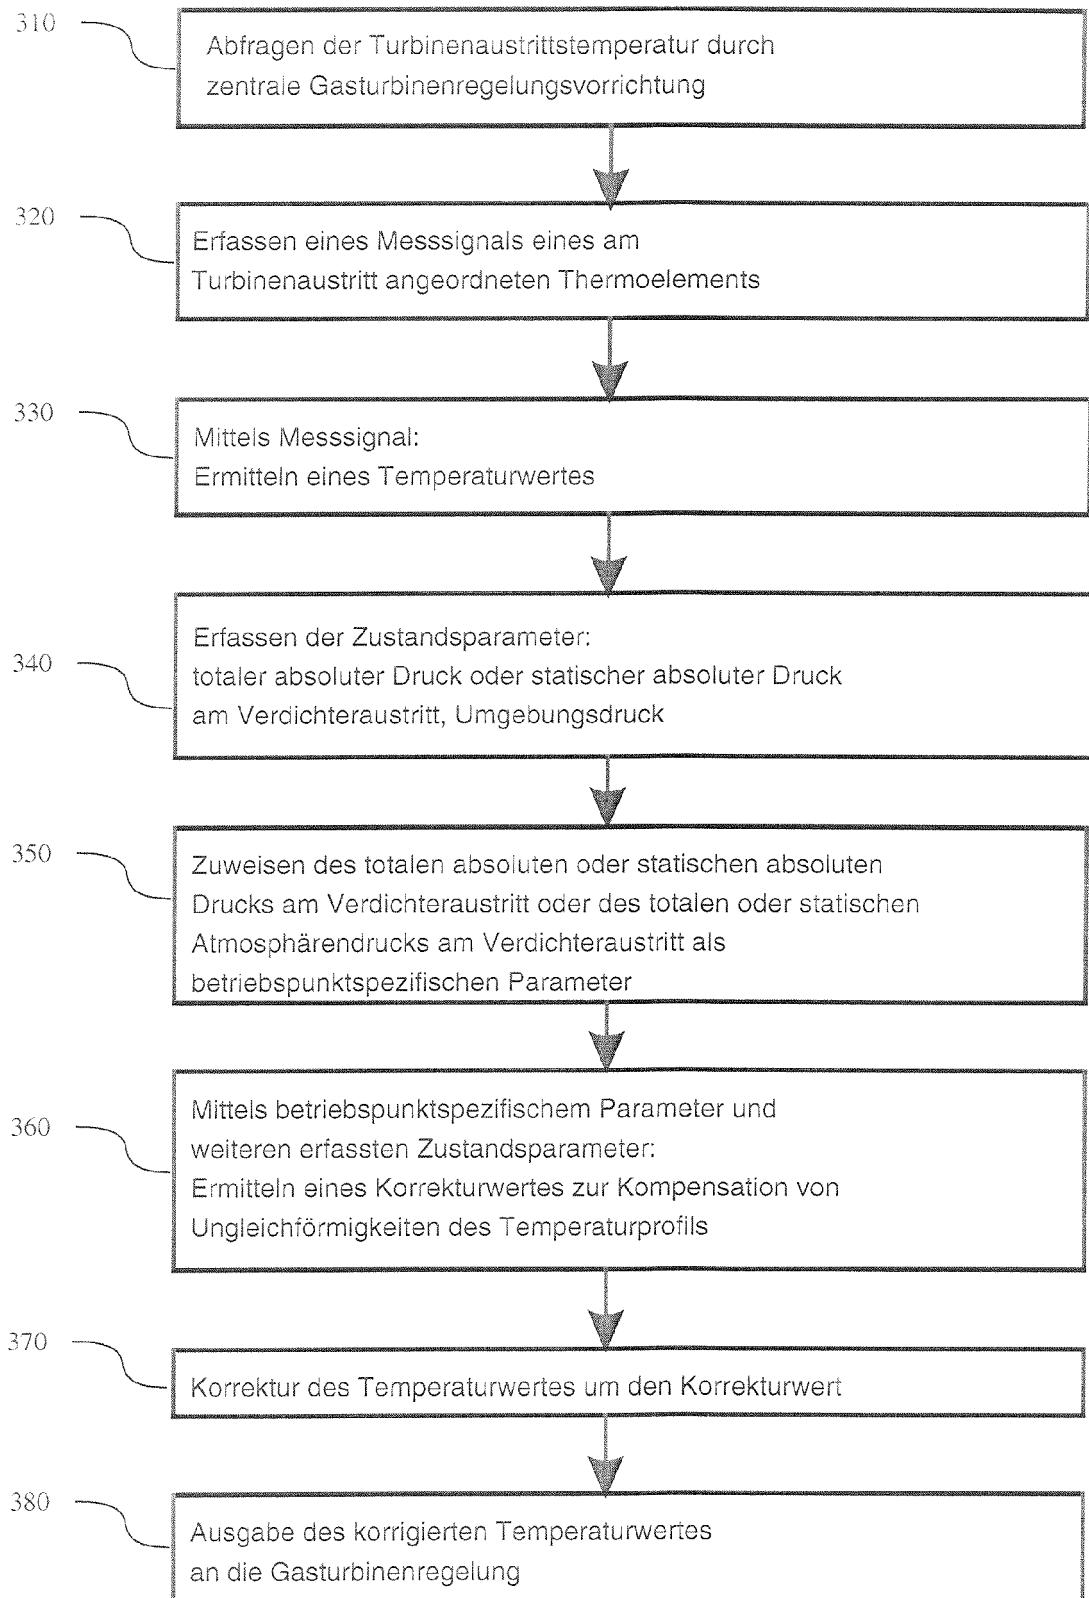 310
Abfragen der Turbinenaustrittstemperatur durch
zentrale Gasturbinenregelungsvorrichtung
320
Erfassen eines Messsignals eines am
Turbinenaustritt angeordneten Thermoelements
330
Mittels Messsignal:
Ermitteln eines Temperaturwertes
340
Erfassen der Zustandsparameter:
totaler absoluter Druck oder statischer absoluter Druck
am Verdichteraustritt, Umgebungsdruck
350
Zuweisen des totalen absoluten oder statischen absoluten
Drucks am Verdichteraustritt oder des totalen oder statischen
Atmosphärendrucks am Verdichteraustritt als
betriebspunktspezifischen Parameter
360
Mittels betriebspunktspezifischem Parameter und
weiteren erfassten Zustandsparameter:
Ermitteln eines Korrekturwertes zur Kompensation von
Ungleichförmigkeiten des Temperaturprofils
370
Korrektur des Temperaturwertes um den Korrekturwert
380
Ausgabe des korrigierten Temperaturwertes
an die Gasturbinenregelung